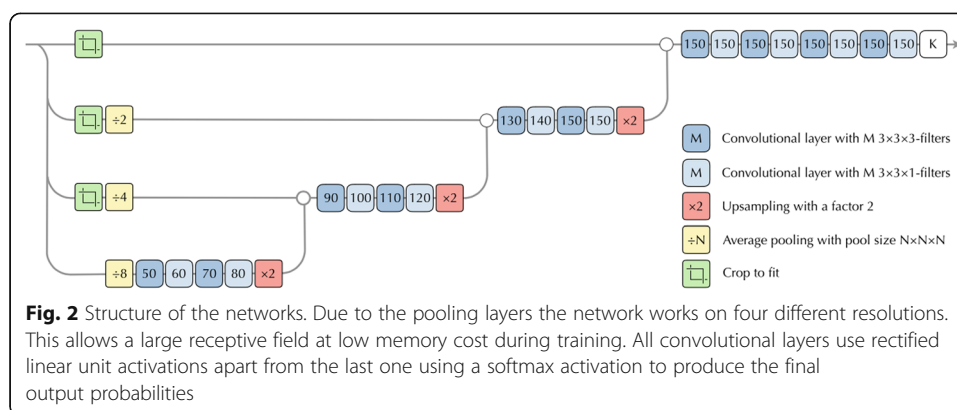 150 150 150 150 150 150 150 150 K
÷2 130 140 150 150 ×2
M Convolutional layer with M 3×3×3-filters
M Convolutional layer with M 3×3×1-filters
÷4 90 100 110 120 ×2
×2 Upsampling with a factor 2
÷N Average pooling with pool size N×N×N
÷8 50 60 70 80 ×2
Crop to fit
Fig. 2 Structure of the networks. Due to the pooling layers the network works on four different resolutions.
This allows a large receptive field at low memory cost during training. All convolutional layers use rectified
linear unit activations apart from the last one using a softmax activation to produce the final
output probabilities